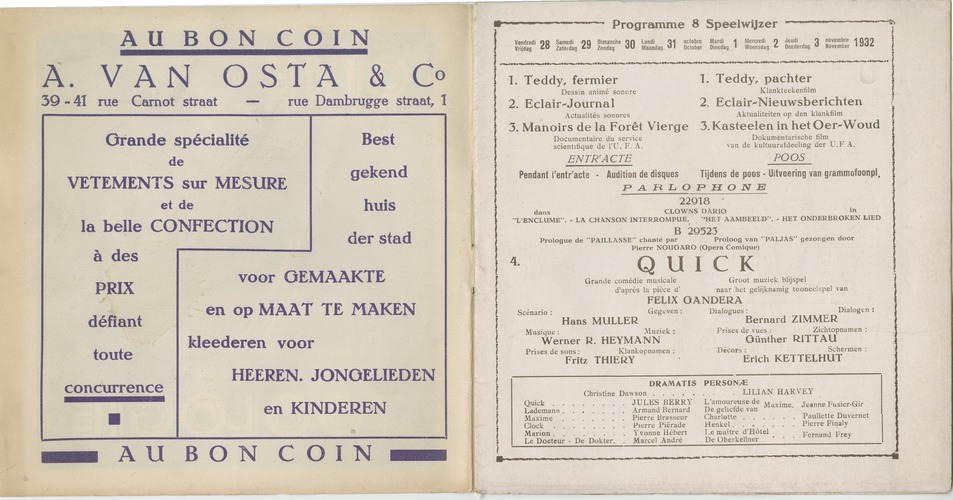 AU BON COIN
A. VAN OSTA & Co
39-41 rue Carnot straat — rue Dambrugge straat, 1
Grande spécialité
de
VETEMENTS sur MESURE
et de
la belle CONFECTION
à des
PRIX
défiant
toute
concurrence
Best
gekend
huis
der stad
voor GEMAAKTE
en op MAAT TE MAKEN
kleederen voor
HEEREN. JONGELIEDEN
en KINDEREN
AU BON COIN
Programme 8 Speelwijzer
Vendredi Vrijdag 28 Samedi Zaterdag 29 Dimanche Zondag 30 Lundi Maandag 31 octobre October Mardi Dinsdag 1 Mercredi Woensdag 2 Jeudi Donderdag 3 novembre November 1932
1. Teddy, fermier
Dessin animé sonore
2. Eclair-Journal
Actualités sonores
3. Manoirs de la Forêt Vierge
Documentaire du service
scientifique de l'U. F. A.
ENTR'ACTE
Pendant l'entr'acte - Audition de disques
1. Teddy, pachter
Klankteekenfilm
2. Eclair-Nieuwsberichten
Aktualiteiten op den klankfilm
3. Kasteelen in het Oer-Woud
Dokumentarische film
van de kultuurafdeeling der U.F A.
POOS
Tijdens de poos - Uitvoering van grammofoonpl.
PARLOPHONE
22918
dans CLOWNS DARIO in
"L'ENCLUME". - LA CHANSON INTERROMPUE. "HET AAMBEELD". - HET ONDERBROKEN LIED
B 29523
Prologue de "PAILLASSE" chanté par Proloog van "PALJAS" gezongen door
Pierre NOUGARO (Opera Comique)
4. QUICK
Grande comédie musicale Groot muziek blijspel
d'après la pièce d' naar het gelijknamig tooneelspel van
FELIX GANDERA
Scénario : Gegeven : Dialogues : Dialogen :
Hans MULLER Bernard ZIMMER
Musique : Muziek : Prises de vues : Zichtopnamen :
Werner R. HEYMANN Günther RITTAU
Prises de sons : Klankopnamen : Décors : Schermen :
Fritz THIERY Erich KETTELHUT
DRAMATIS PERSONÆ
Christine Dawson . . . . . . LILIAN HARVEY
Quick . . . . . . . . JULES BERRY
Lademann . . . . . . . Armand Bernard
Maxime . . . . . . . Pierre Brasseur
Clock . . . . . . . . Pierre Piérade
Marion . . . . . . . Yvonne Hébert
Le Docteur - De Dokter. . Marcel André
L'amoureuse de
De geliefde van Maxime. Jeanne Fusier-Gir
Charlotte . . . . . . Paullette Duvernet
Henkel . . . . . . . Pierre Finaly
Le maître d'Hôtel
De Oberkellner . . . Fernand Frey